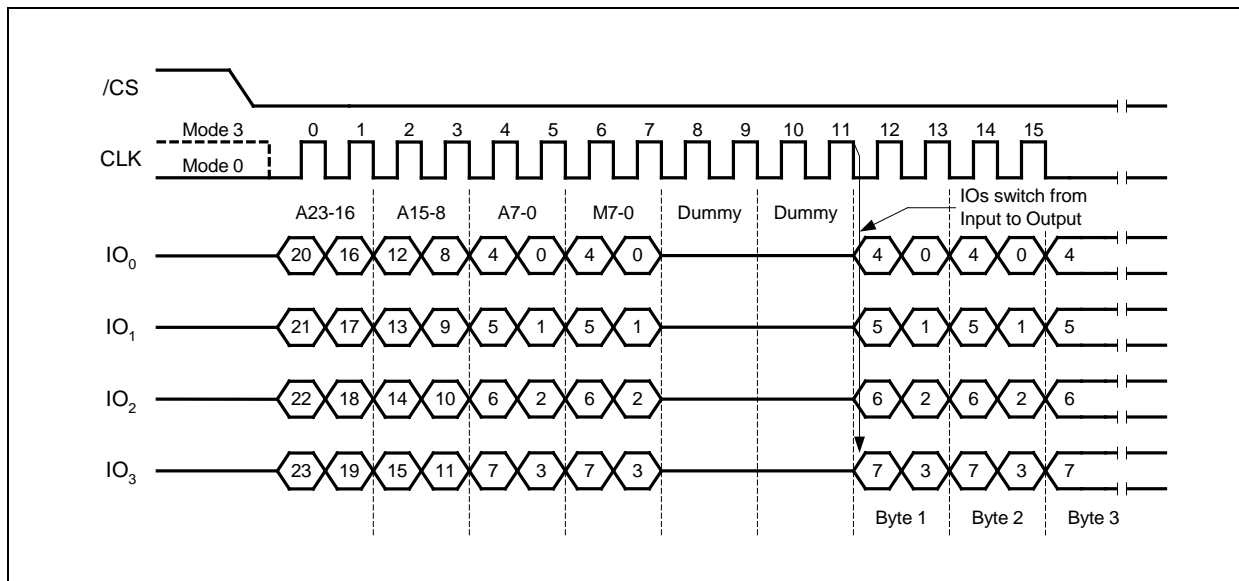 /CS
Mode 3 0 1 2 3 4 5 6 7 8 9 10 11 12 13 14 15
CLK
Mode 0
IOs switch from
Input to Output
A23-16 A15-8 A7-0 M7-0 Dummy Dummy
IO0 20 16 12 8 4 0 4 0 4 0 4 0 4
IO1 21 17 13 9 5 1 5 1 5 1 5 1 5
IO2 22 18 14 10 6 2 6 2 6 2 6 2 6
IO3 23 19 15 11 7 3 7 3 7 3 7 3 7
Byte 1 Byte 2 Byte 3